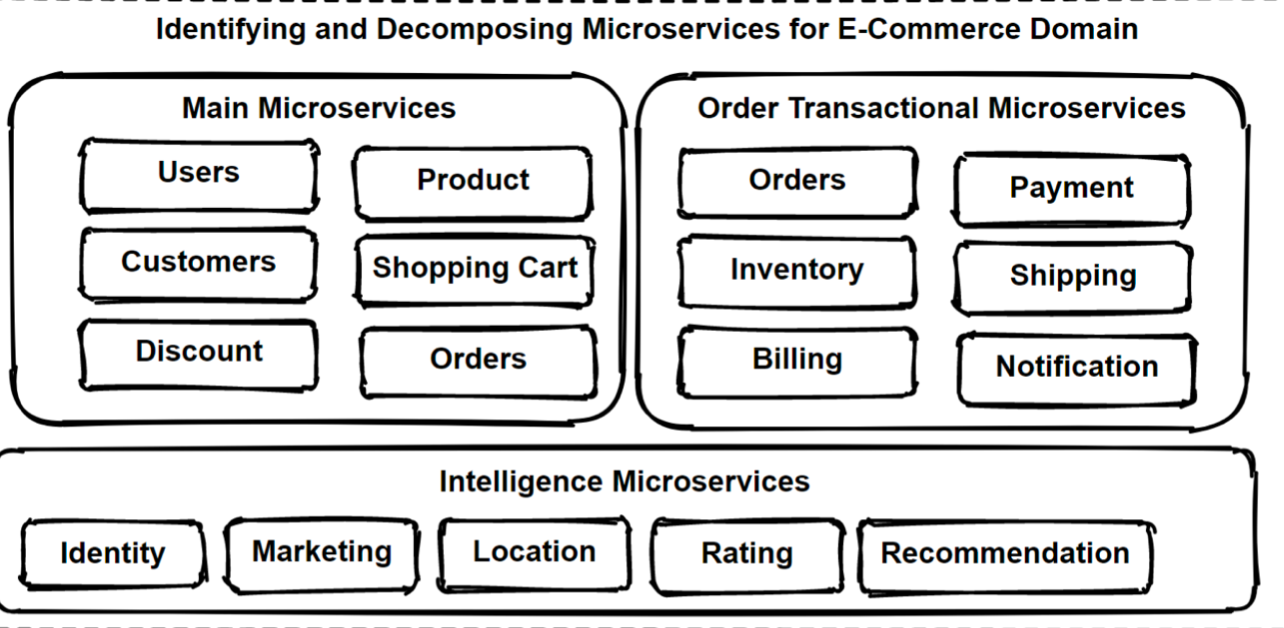 Identifying and Decomposing Microservices for E-Commerce Domain
Main Microservices
Users
Product
Customers
Shopping Cart
Discount
Orders
Order Transactional Microservices
Orders
Payment
Inventory
Shipping
Billing
Notification
Intelligence Microservices
Identity
Marketing
Location
Rating
Recommendation